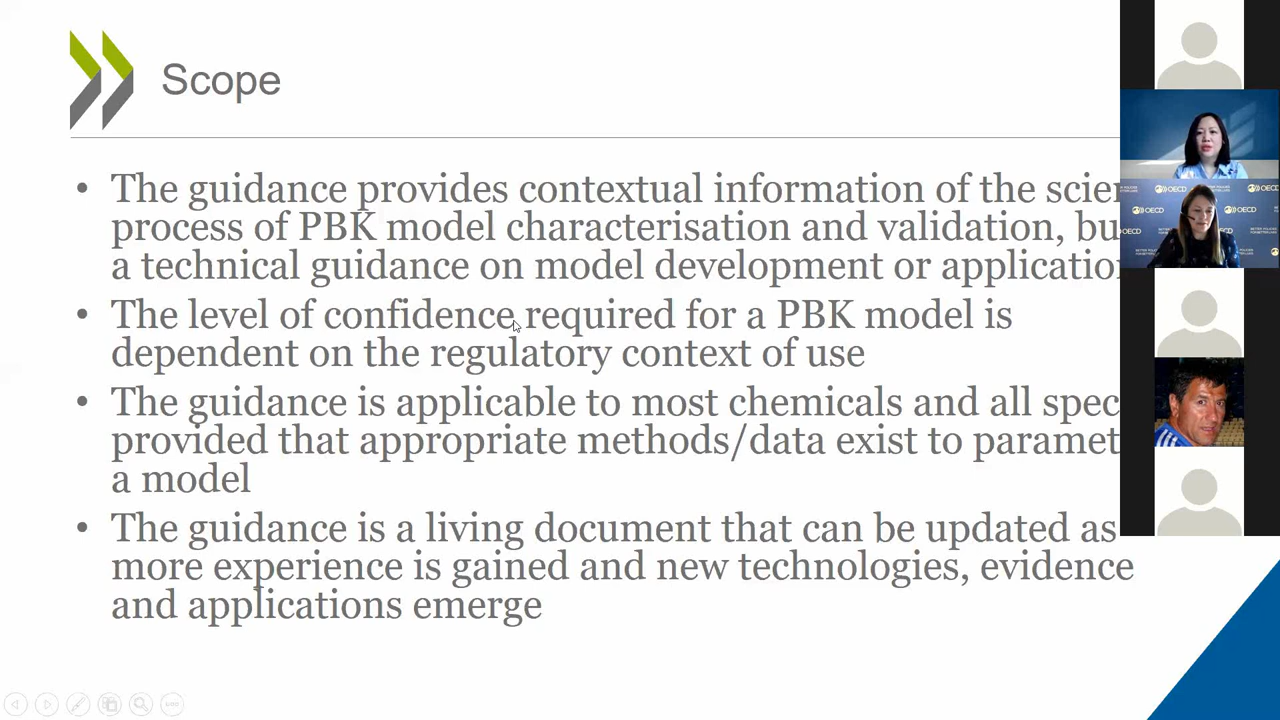 Scope
• The guidance provides contextual information of the scien
process of PBK model characterisation and validation, bu
a technical guidance on model development or applicatio
• The level of confidence required for a PBK model is
dependent on the regulatory context of use
• The guidance is applicable to most chemicals and all spec
provided that appropriate methods/data exist to paramet
a model
• The guidance is a living document that can be updated as
more experience is gained and new technologies, evidence
and applications emerge
OECD
OECD
OECD
OECD